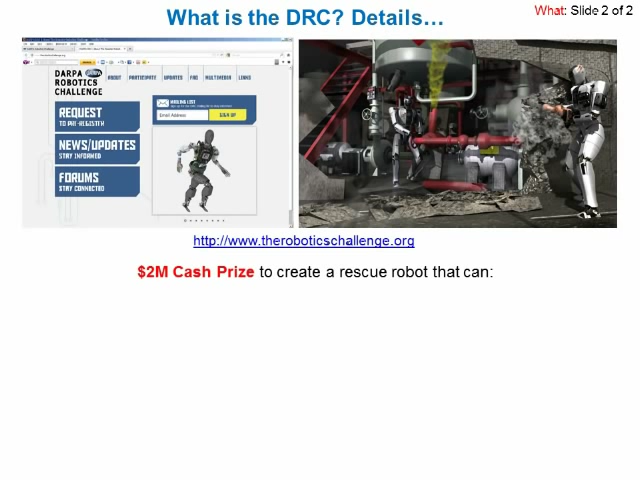 What is the DRC? Details…
What: Slide 2 of 2
DARPA
ROBOTICS
CHALLENGE
ABOUT PARTICIPATE UPDATES FAQ MULTIMEDIA LINKS
REQUEST
TO PRE-REGISTER
NEWS/UPDATES
STAY INFORMED
FORUMS
STAY CONNECTED
MAILING LIST
Email Address
SIGN UP
http://www.theroboticschallenge.org
$2M Cash Prize to create a rescue robot that can: